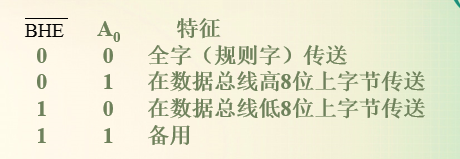 BHE A0 特征
0 0 全字（规则字）传送
0 1 在数据总线高8位上字节传送
1 0 在数据总线低8位上字节传送
1 1 备用